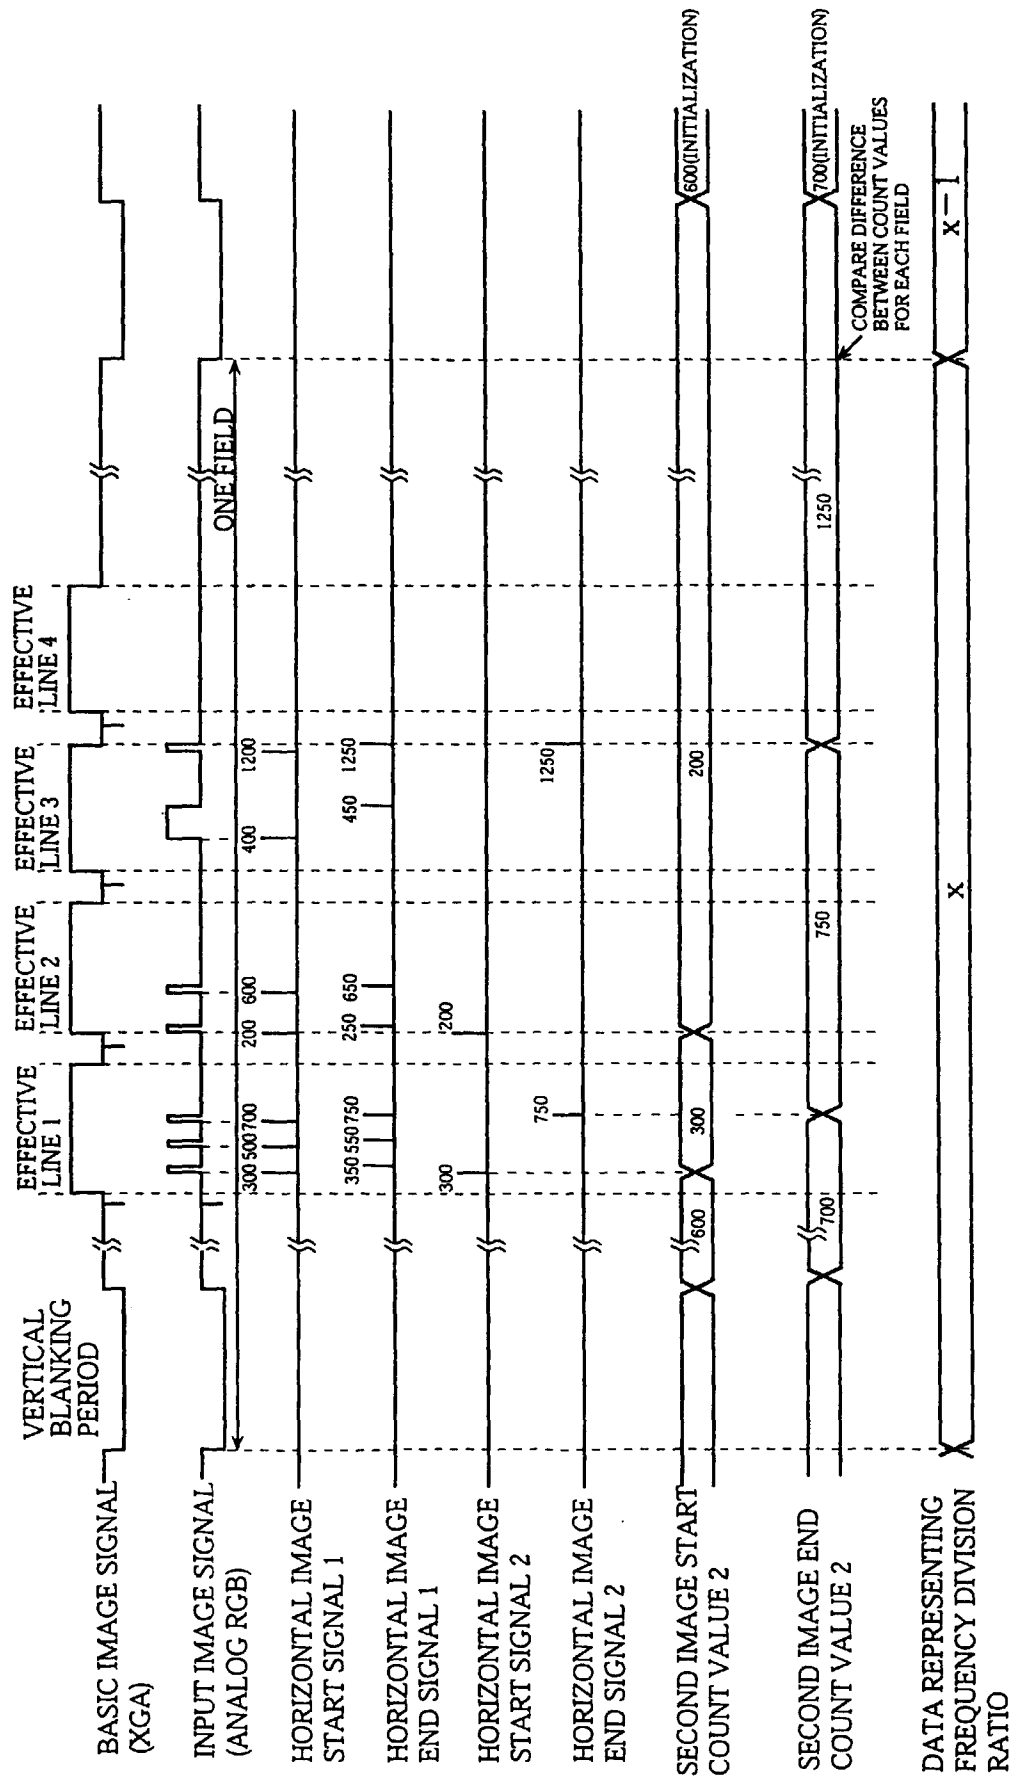 VERTICAL
BLANKING
PERIOD
EFFECTIVE
LINE 1
EFFECTIVE
LINE 2
EFFECTIVE
LINE 3
EFFECTIVE
LINE 4
BASIC IMAGE SIGNAL
(XGA)
INPUT IMAGE SIGNAL
(ANALOG RGB)
ONE FIELD
HORIZONTAL IMAGE
START SIGNAL 1
300 500 700 200 600 400 1200
HORIZONTAL IMAGE
END SIGNAL 1
350 550 750 250 650 450 1250
HORIZONTAL IMAGE
START SIGNAL 2
300 200
HORIZONTAL IMAGE
END SIGNAL 2
750 1250
SECOND IMAGE START
COUNT VALUE 2
600 300 200 600(INITIALIZATION)
SECOND IMAGE END
COUNT VALUE 2
700 750 1250 700(INITIALIZATION)
COMPARE DIFFERENCE
BETWEEN COUNT VALUES
FOR EACH FIELD
DATA REPRESENTING
FREQUENCY DIVISION
RATIO
X X-1